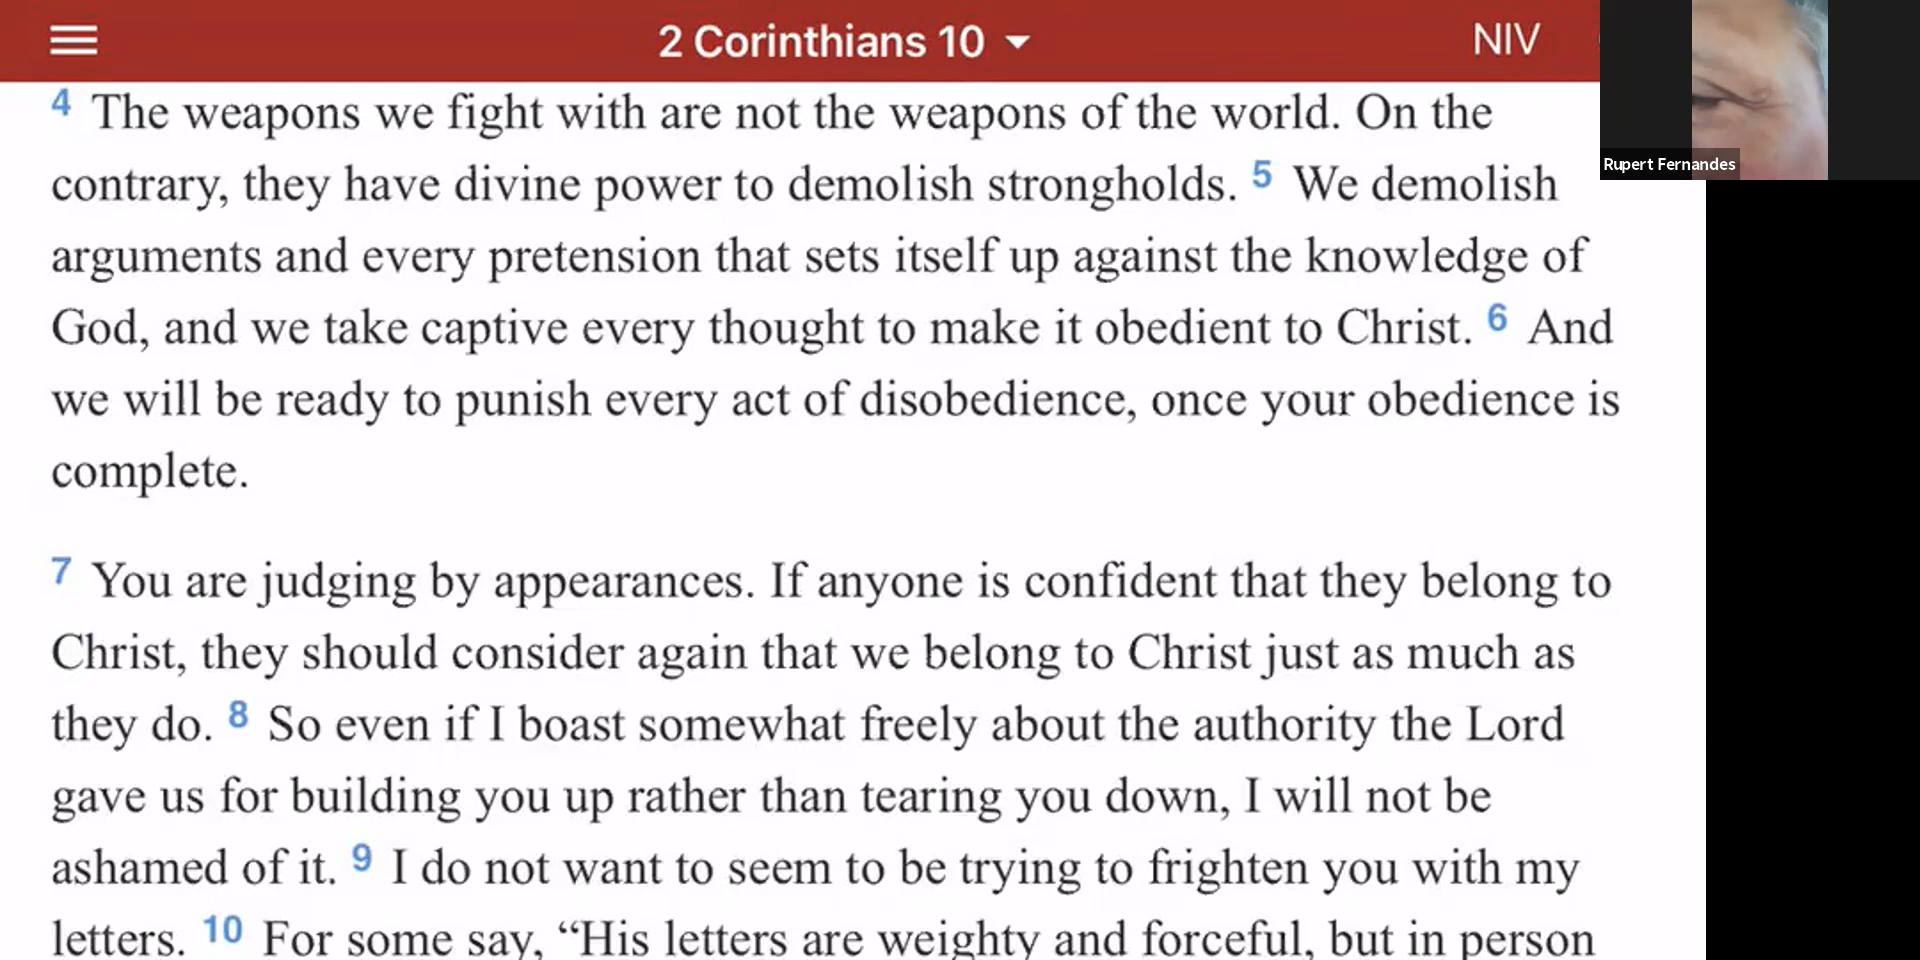 2 Corinthians 10
NIV
Rupert Fernandes
4 The weapons we fight with are not the weapons of the world. On the
contrary, they have divine power to demolish strongholds. 5 We demolish
arguments and every pretension that sets itself up against the knowledge of
God, and we take captive every thought to make it obedient to Christ. 6 And
we will be ready to punish every act of disobedience, once your obedience is
complete.
7 You are judging by appearances. If anyone is confident that they belong to
Christ, they should consider again that we belong to Christ just as much as
they do. 8 So even if I boast somewhat freely about the authority the Lord
gave us for building you up rather than tearing you down, I will not be
ashamed of it. 9 I do not want to seem to be trying to frighten you with my
letters. 10 For some say, “His letters are weighty and forceful, but in person